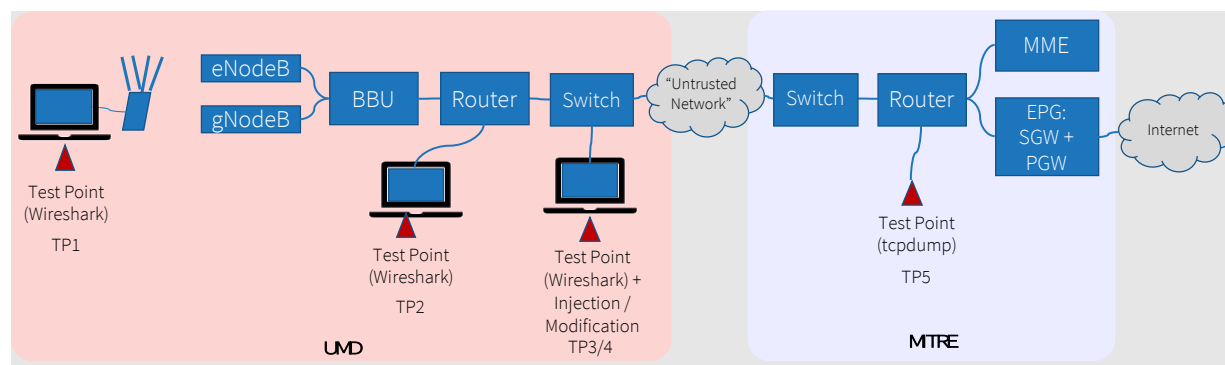 eNodeB
gNodeB
BBU
Router
Switch
“Untrusted
Network”
Switch
Router
MME
EPG:
SGW +
PGW
Internet
Test Point
(Wireshark)
TP1
Test Point
(Wireshark)
TP2
Test Point
(Wireshark) +
Injection /
Modification
TP3/4
Test Point
(tcpdump)
TP5
UMD
MITRE